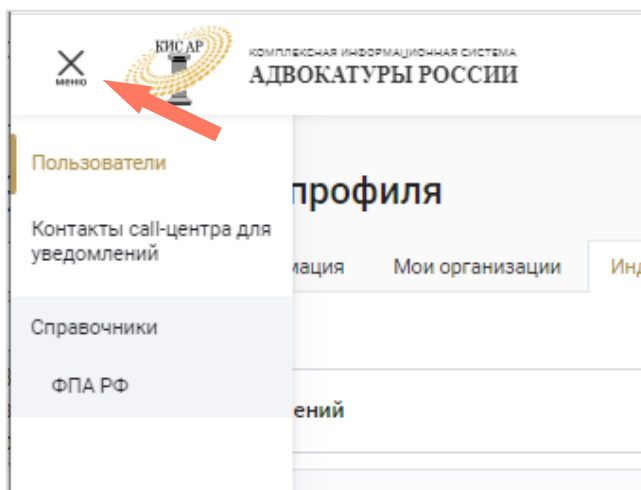 меню
КИС АР
КОМПЛЕКСНАЯ ИНФОРМАЦИОННАЯ СИСТЕМА
АДВОКАТУРЫ РОССИИ
Пользователи
профиля
Контакты call-центра для
уведомлений
мация Мои организации Инд
Справочники
ФПА РФ
ений